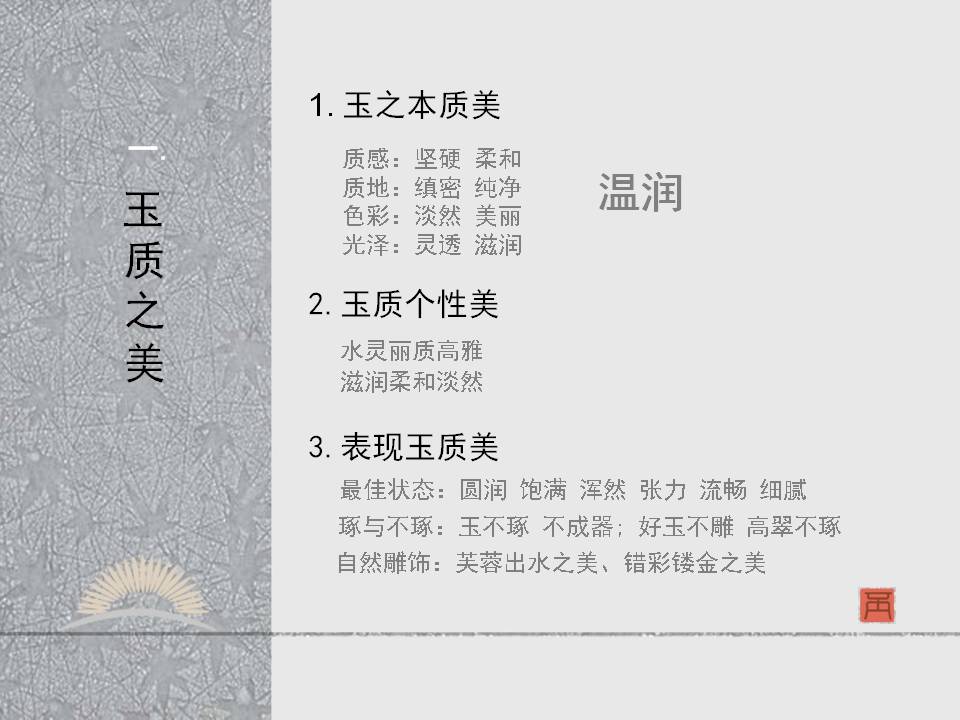 一.
玉质之美
1.玉之本质美
质感：坚硬 柔和
质地：缜密 纯净
色彩：淡然 美丽
光泽：灵透 滋润
温润
2.玉质个性美
水灵丽质高雅
滋润柔和淡然
3.表现玉质美
最佳状态：圆润 饱满 浑然 张力 流畅 细腻
琢与不琢：玉不琢 不成器；好玉不雕 高翠不琢
自然雕饰：芙蓉出水之美、错彩镂金之美